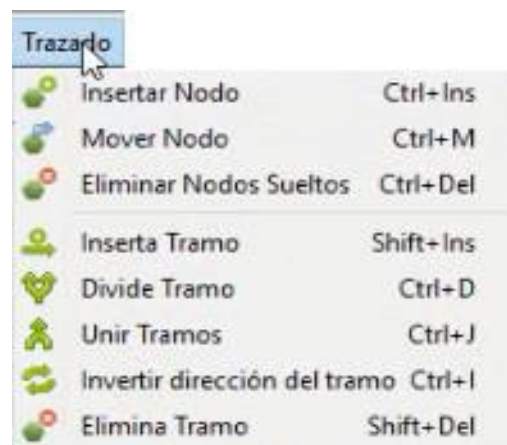 Trazado
Insertar Nodo Ctrl+Ins
Mover Nodo Ctrl+M
Eliminar Nodos Sueltos Ctrl+Del
Inserta Tramo Shift+Ins
Divide Tramo Ctrl+D
Unir Tramos Ctrl+J
Invertir dirección del tramo Ctrl+I
Elimina Tramo Shift+Del